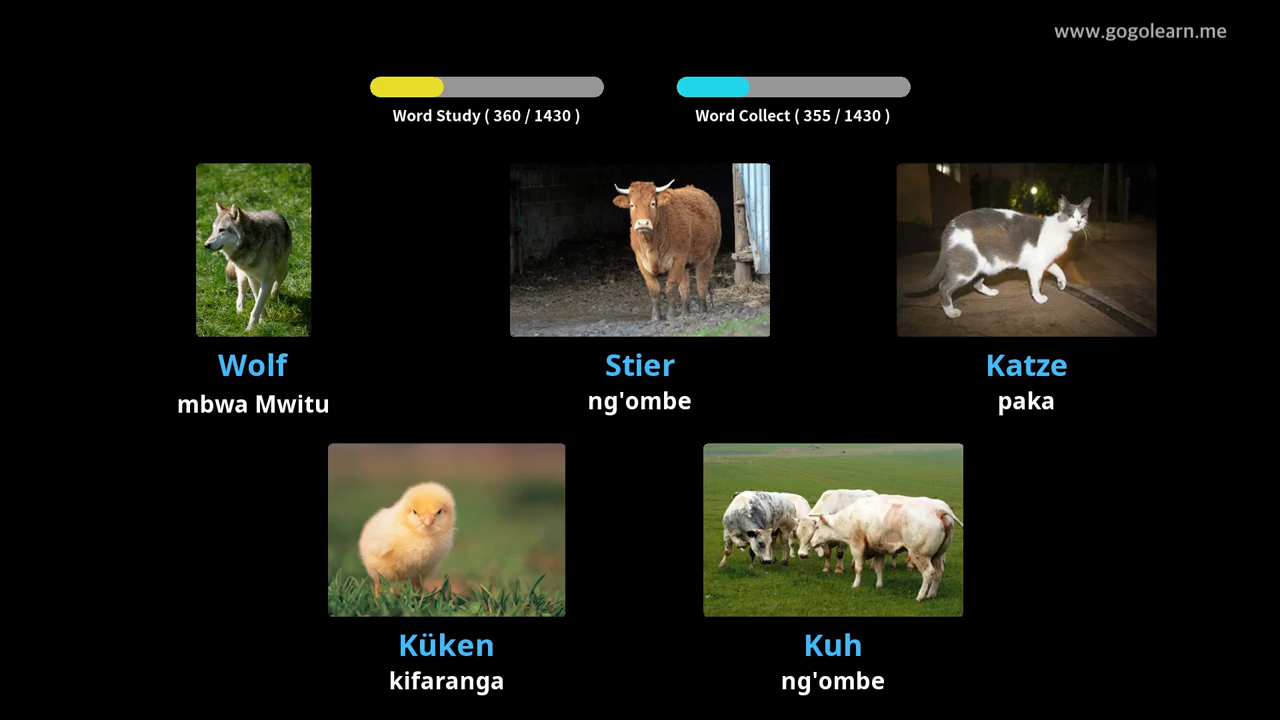 www.gogolearn.me
Word Study ( 360 / 1430 )
Word Collect ( 355 / 1430 )
Wolf
mbwa Mwitu
Stier
ng'ombe
Katze
paka
Küken
kifaranga
Kuh
ng'ombe